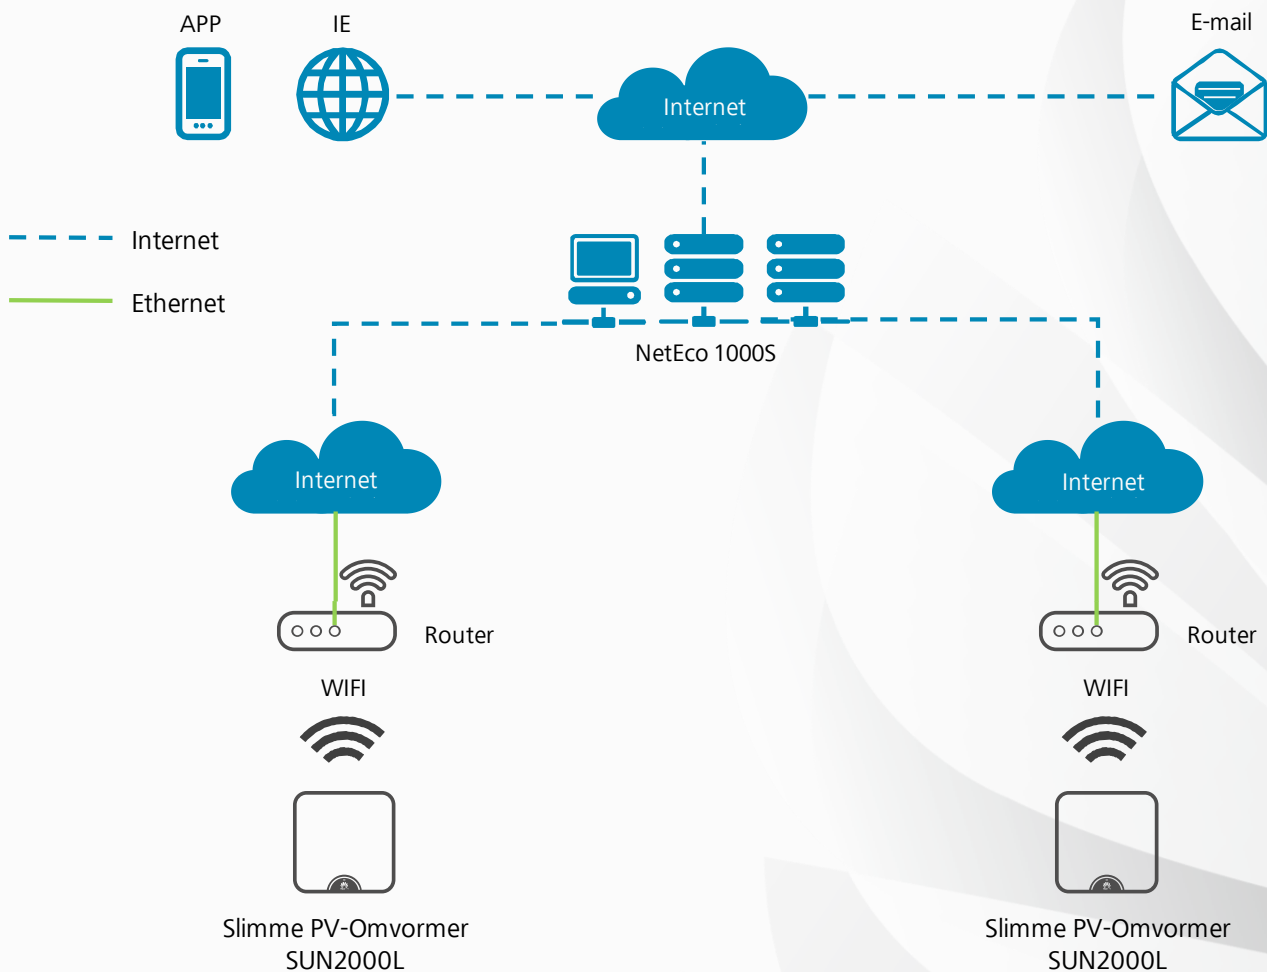 APP
IE
E-mail
Internet
Internet
Ethernet
NetEco 1000S
Internet
Internet
Router
Router
WIFI
WIFI
Slimme PV-Omvormer
SUN2000L
Slimme PV-Omvormer
SUN2000L